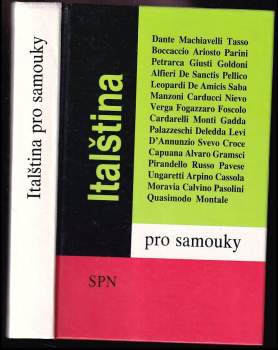 Italština pro samouky
Italština
Dante Machiavelli Tasso
Boccaccio Ariosto Parini
Petrarca Giusti Goldoni
Alfieri De Sanctis Pellico
Leopardi De Amicis Saba
Manzoni Carducci Nievo
Verga Fogazzaro Foscolo
Cardarelli Monti Gadda
Palazzeschi Deledda Levi
D'Annunzio Svevo Croce
Capuana Alvaro Gramsci
Pirandello Russo Pavese
Ungaretti Arpino Cassola
Moravia Calvino Pasolini
Quasimodo Montale
pro samouky
SPN